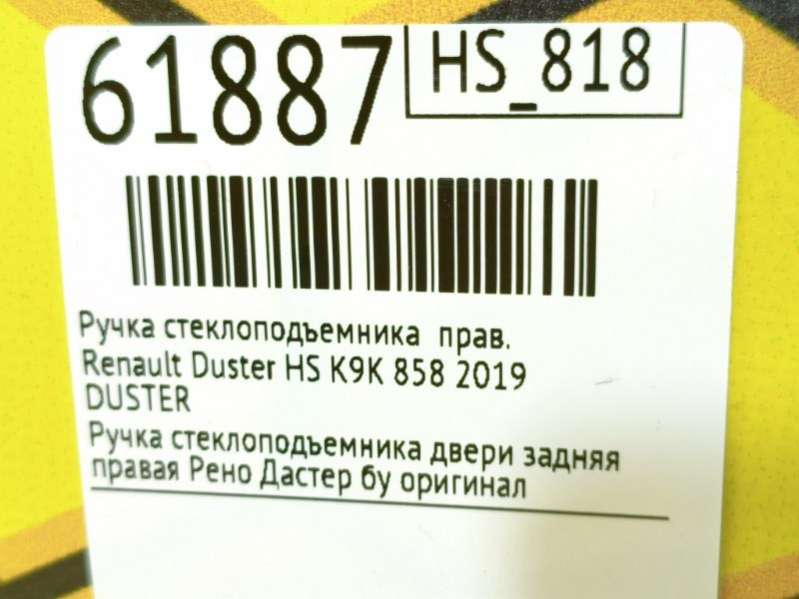 61887
HS_818
Ручка стеклоподъемника прав.
Renault Duster HS K9K 858 2019
DUSTER
Ручка стеклоподъемника двери задняя
правая Рено Дастер бу оригинал